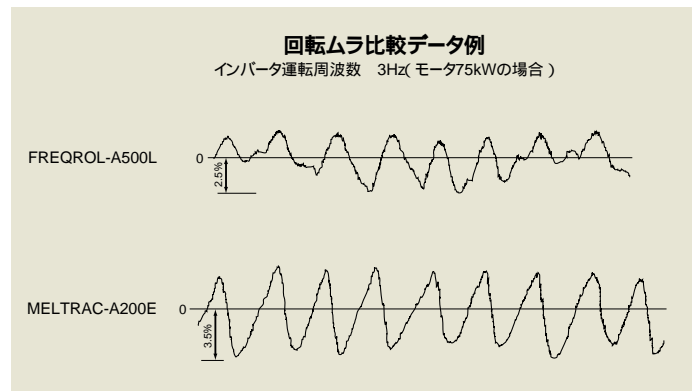 回転ムラ比較データ例
インバータ運転周波数　3Hz(モータ75kWの場合)
FREQROL-A500L
0
2.5%
MELTRAC-A200E
0
3.5%